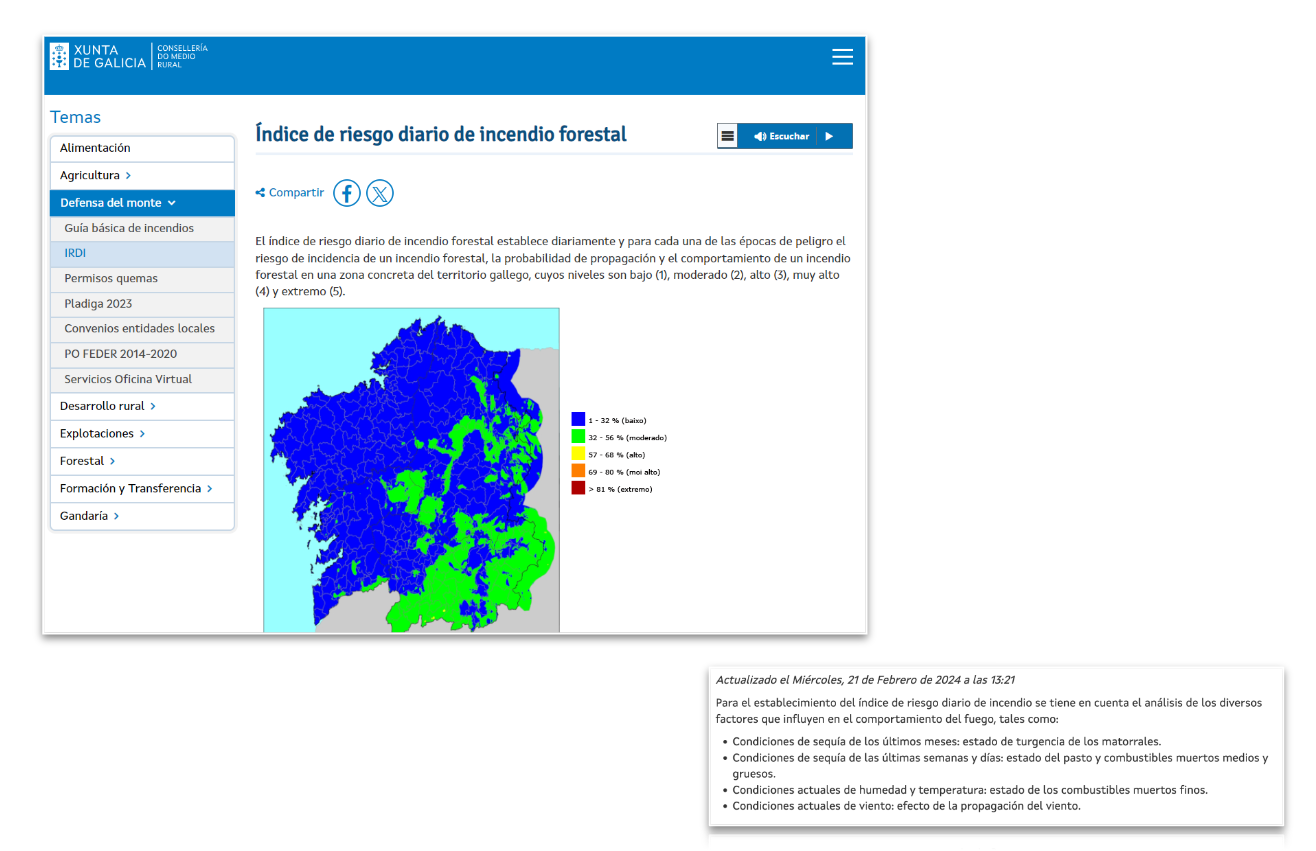 XUNTA
DE GALICIA
CONSELLERÍA
DO MEDIO
RURAL
Temas
Alimentación
Agricultura
Defensa del monte
Guía básica de incendios
IRDI
Permisos quemas
Pladiga 2023
Convenios entidades locales
PO FEDER 2014-2020
Servicios Oficina Virtual
Desarrollo rural
Explotaciones
Forestal
Formación y Transferencia
Gandaría
Índice de riesgo diario de incendio forestal
Escuchar
Compartir
El índice de riesgo diario de incendio forestal establece diariamente y para cada una de las épocas de peligro el
riesgo de incidencia de un incendio forestal, la probabilidad de propagación y el comportamiento de un incendio
forestal en una zona concreta del territorio gallego, cuyos niveles son bajo (1), moderado (2), alto (3), muy alto
(4) y extremo (5).
1 - 32 % (baixo)
32 - 56 % (moderado)
57 - 68 % (alto)
69 - 80 % (moi alto)
> 81 % (extremo)
Actualizado el Miércoles, 21 de Febrero de 2024 a las 13:21
Para el establecimiento del índice de riesgo diario de incendio se tiene en cuenta el análisis de los diversos
factores que influyen en el comportamiento del fuego, tales como:
• Condiciones de sequía de los últimos meses: estado de turgencia de los matorrales.
• Condiciones de sequía de las últimas semanas y días: estado del pasto y combustibles muertos medios y
gruesos.
• Condiciones actuales de humedad y temperatura: estado de los combustibles muertos finos.
• Condiciones actuales de viento: efecto de la propagación del viento.